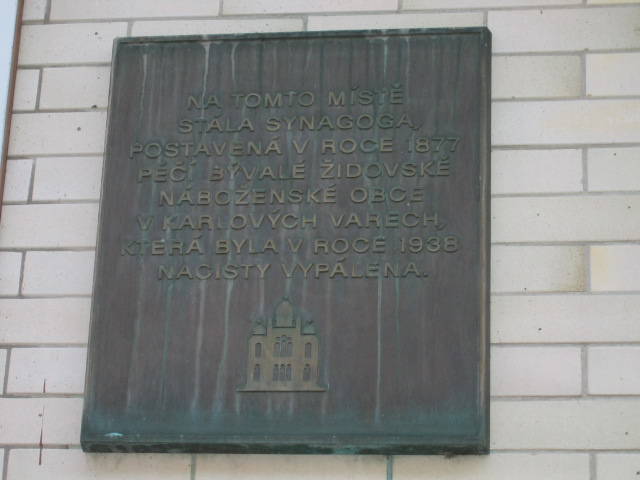 NA TOMTO MÍSTĚ
STÁLA SYNAGOGA,
POSTAVENÁ V ROCE 1877
PÉČÍ BÝVALÉ ŽIDOVSKÉ
NÁBOŽENSKÉ OBCE
V KARLOVÝCH VARECH,
KTERÁ BYLA V ROCE 1938
NACISTY VYPÁLENA.